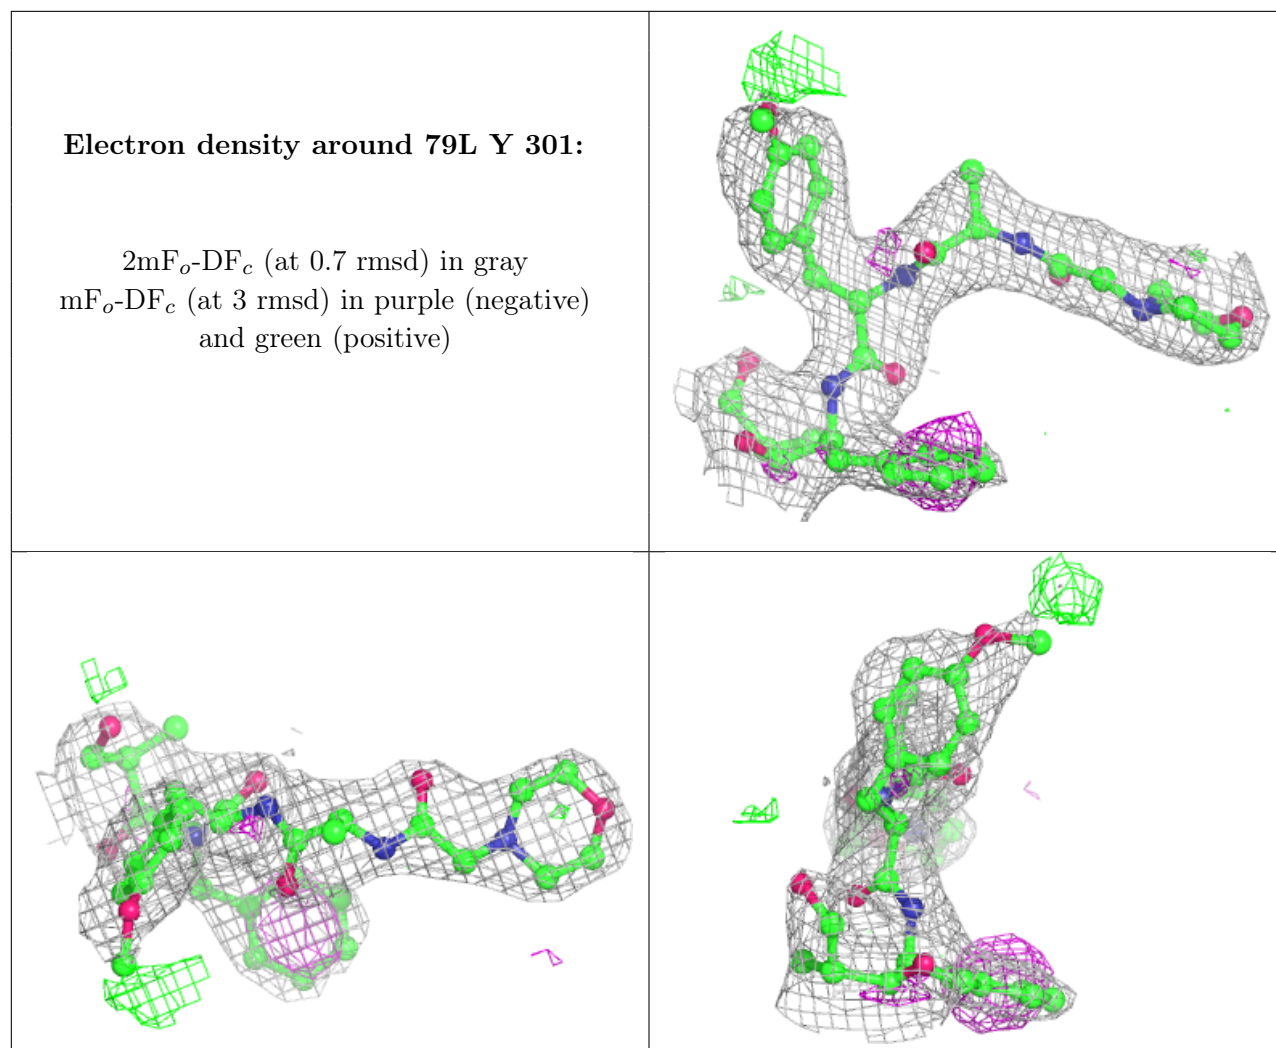 Electron density around 79L Y 301:
2mFo-DFc (at 0.7 rmsd) in gray
mFo-DFc (at 3 rmsd) in purple (negative)
and green (positive)